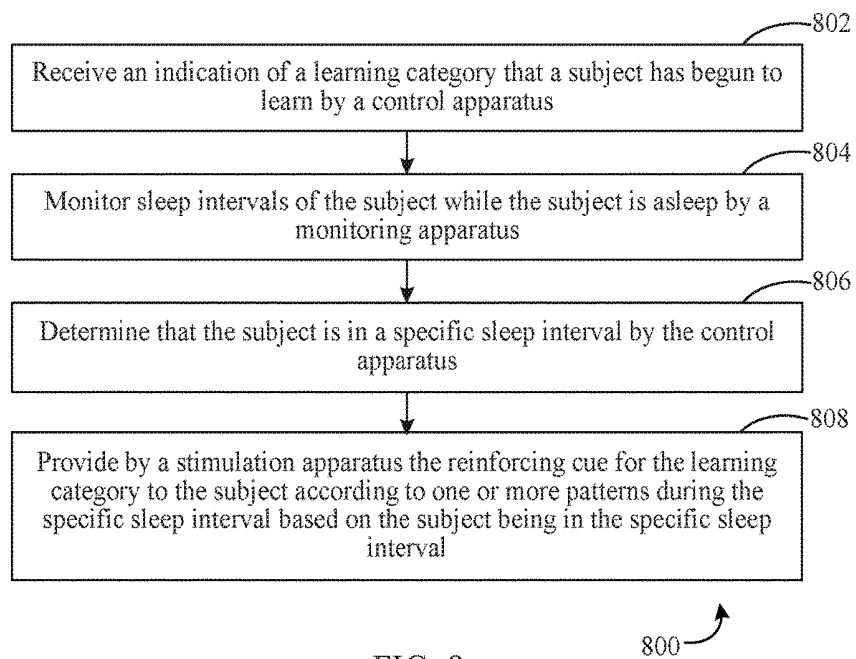 802
Receive an indication of a learning category that a subject has begun to
learn by a control apparatus
804
Monitor sleep intervals of the subject while the subject is asleep by a
monitoring apparatus
806
Determine that the subject is in a specific sleep interval by the control
apparatus
808
Provide by a stimulation apparatus the reinforcing cue for the learning
category to the subject according to one or more patterns during the
specific sleep interval based on the subject being in the specific sleep
interval
800